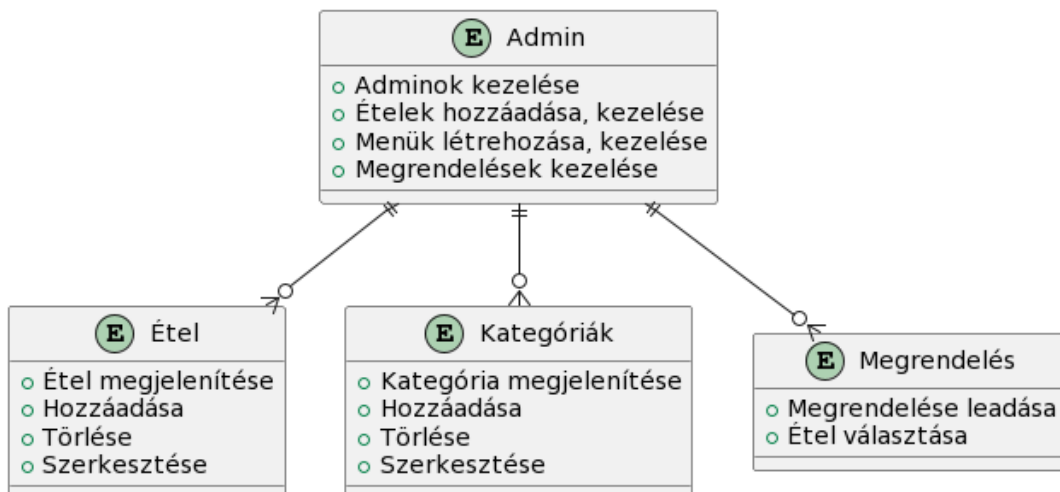 E Admin
Adminok kezelése
Ételek hozzáadása, kezelése
Menük létrehozása, kezelése
Megrendelések kezelése
E Étel
Étel megjelenítése
Hozzáadása
Törlése
Szerkesztése
E Kategóriák
Kategória megjelenítése
Hozzáadása
Törlése
Szerkesztése
E Megrendelés
Megrendelése leadása
Étel választása